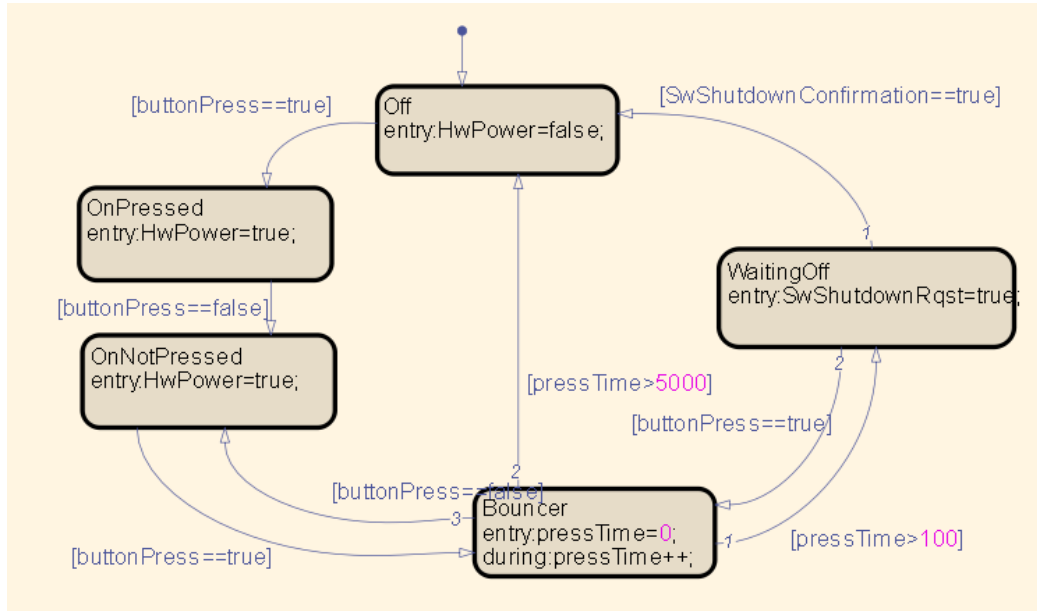 [buttonPress==true]
Off
entry:HwPower=false;
[SwShutdownConfirmation==true]
OnPressed
entry:HwPower=true;
1
WaitingOff
entry:SwShutdownRqst=true;
[buttonPress==false]
OnNotPressed
entry:HwPower=true;
2
[pressTime>5000]
[buttonPress==true]
2
[buttonPress==false]
3
Bouncer
entry:pressTime=0;
during:pressTime++;
1
[pressTime>100]
[buttonPress==true]